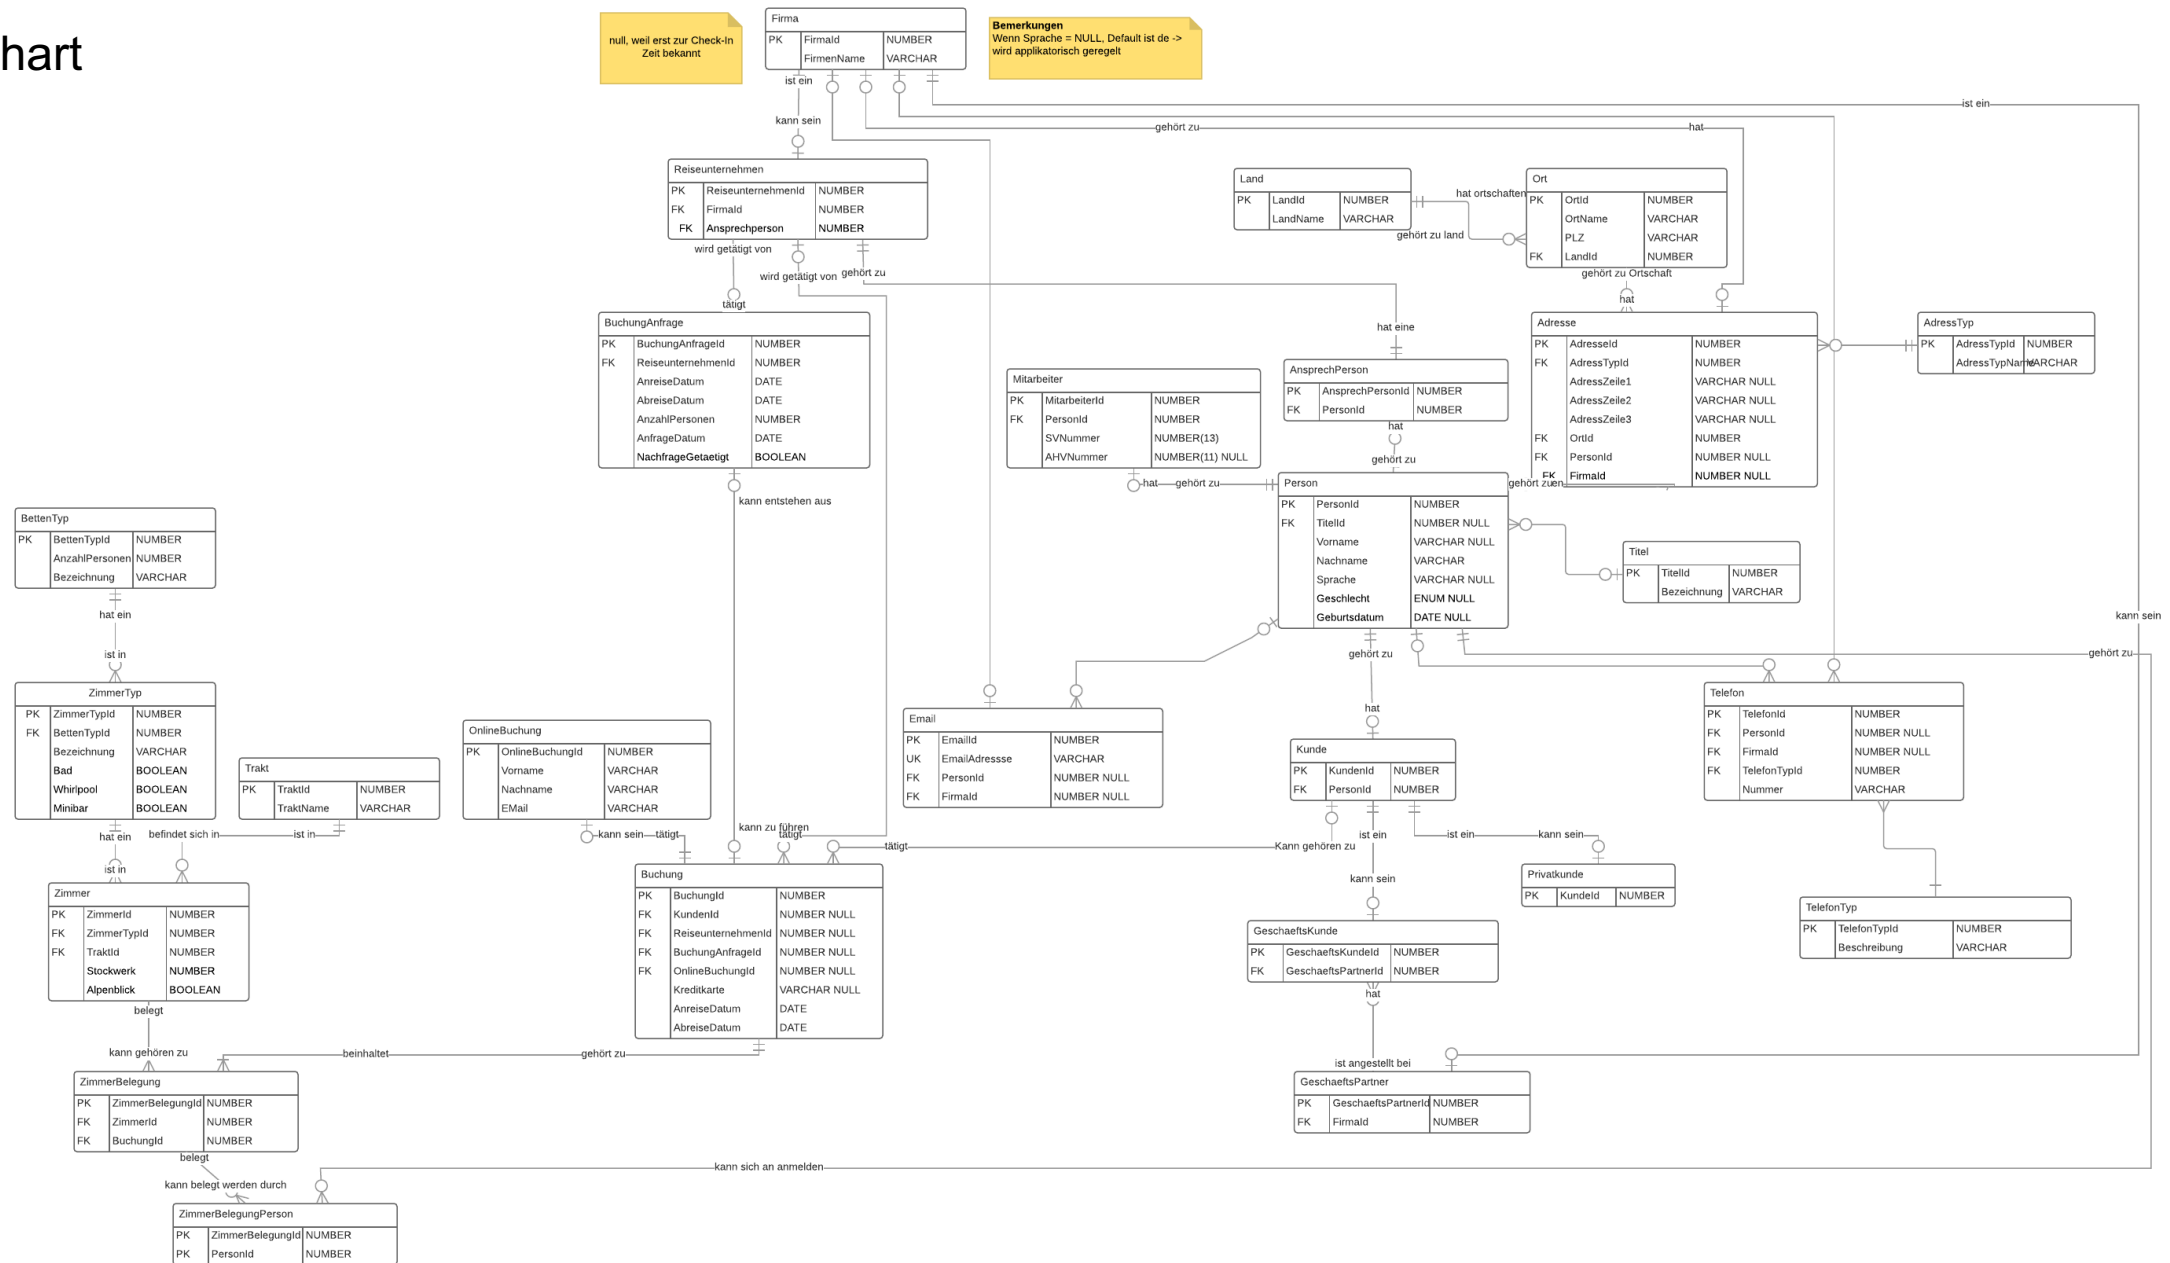 hart
null, weil erst zur Check-In
Zeit bekannt
Firma
PK FirmaId NUMBER
FirmenName VARCHAR
Bemerkungen
Wenn Sprache = NULL, Default ist de ->
wird applikatorisch geregelt
ist ein
kann sein
ist ein
gehört zu
hat
Reiseunternehmen
PK ReiseunternehmenId NUMBER
FK FirmaId NUMBER
FK Ansprechperson NUMBER
wird getätigt von
wird getätigt von
gehört zu
tätigt
Land
PK LandId NUMBER
LandName VARCHAR
hat ortschaften
gehört zu land
Ort
PK OrtId NUMBER
OrtName VARCHAR
PLZ VARCHAR
FK LandId NUMBER
gehört zu Ortschaft
hat
hat eine
BuchungAnfrage
PK BuchungAnfrageId NUMBER
FK ReiseunternehmenId NUMBER
AnreiseDatum DATE
AbreiseDatum DATE
AnzahlPersonen NUMBER
AnfrageDatum DATE
NachfrageGetaetigt BOOLEAN
kann entstehen aus
Mitarbeiter
PK MitarbeiterId NUMBER
FK PersonId NUMBER
SVNummer NUMBER(13)
AHVNummer NUMBER(11) NULL
hat
gehört zu
AnsprechPerson
PK AnsprechPersonId NUMBER
FK PersonId NUMBER
hat
gehört zu
Adresse
PK AdresseId NUMBER
FK AdressTypId NUMBER
AdressZeile1 VARCHAR NULL
AdressZeile2 VARCHAR NULL
AdressZeile3 VARCHAR NULL
FK OrtId NUMBER
FK PersonId NUMBER NULL
FK FirmaId NUMBER NULL
gehört zu
AdressTyp
PK AdressTypId NUMBER
AdressTypName VARCHAR
Person
PK PersonId NUMBER
FK TitelId NUMBER NULL
Vorname VARCHAR NULL
Nachname VARCHAR
Sprache VARCHAR NULL
Geschlecht ENUM NULL
Geburtsdatum DATE NULL
Titel
PK TitelId NUMBER
Bezeichnung VARCHAR
kann sein
gehört zu
gehört zu
hat
BettenTyp
PK BettenTypId NUMBER
AnzahlPersonen NUMBER
Bezeichnung VARCHAR
hat ein
ist in
ZimmerTyp
PK ZimmerTypId NUMBER
FK BettenTypId NUMBER
Bezeichnung VARCHAR
Bad BOOLEAN
Whirlpool BOOLEAN
Minibar BOOLEAN
hat ein
ist in
Trakt
PK TraktId NUMBER
TraktName VARCHAR
befindet sich in
ist in
OnlineBuchung
PK OnlineBuchungId NUMBER
Vorname VARCHAR
Nachname VARCHAR
EMail VARCHAR
kann sein
tätigt
kann zu führen
tätigt
tätigt
Email
PK EmailId NUMBER
UK EmailAdressse VARCHAR
FK PersonId NUMBER NULL
FK FirmaId NUMBER NULL
Kunde
PK KundenId NUMBER
FK PersonId NUMBER
Kann gehören zu
ist ein
kann sein
ist ein
kann sein
Telefon
PK TelefonId NUMBER
FK PersonId NUMBER NULL
FK FirmaId NUMBER NULL
FK TelefonTypId NUMBER
Nummer VARCHAR
Privatkunde
PK KundeId NUMBER
TelefonTyp
PK TelefonTypId NUMBER
Beschreibung VARCHAR
Zimmer
PK ZimmerId NUMBER
FK ZimmerTypId NUMBER
FK TraktId NUMBER
Stockwerk NUMBER
Alpenblick BOOLEAN
belegt
kann gehören zu
Buchung
PK BuchungId NUMBER
FK KundenId NUMBER NULL
FK ReiseunternehmenId NUMBER NULL
FK BuchungAnfrageId NUMBER NULL
FK OnlineBuchungId NUMBER NULL
Kreditkarte VARCHAR NULL
AnreiseDatum DATE
AbreiseDatum DATE
beinhaltet
gehört zu
GeschaeftsKunde
PK GeschaeftsKundeId NUMBER
FK GeschaeftsPartnerId NUMBER
hat
ist angestellt bei
GeschaeftsPartner
PK GeschaeftsPartnerId NUMBER
FK FirmaId NUMBER
ZimmerBelegung
PK ZimmerBelegungId NUMBER
FK ZimmerId NUMBER
FK BuchungId NUMBER
belegt
kann belegt werden durch
kann sich an anmelden
ZimmerBelegungPerson
PK ZimmerBelegungId NUMBER
PK PersonId NUMBER